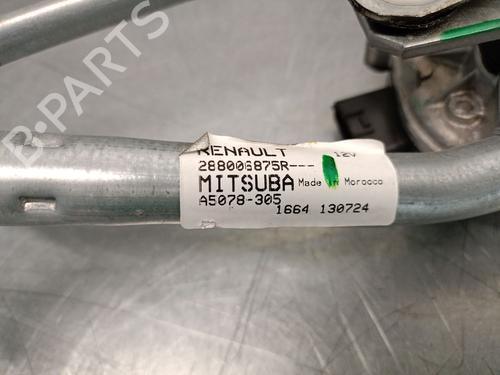 RENAULT 12V
288006875R---
MITSUBA Made in Morocco
A5078-305
1664 130724
B-PARTS